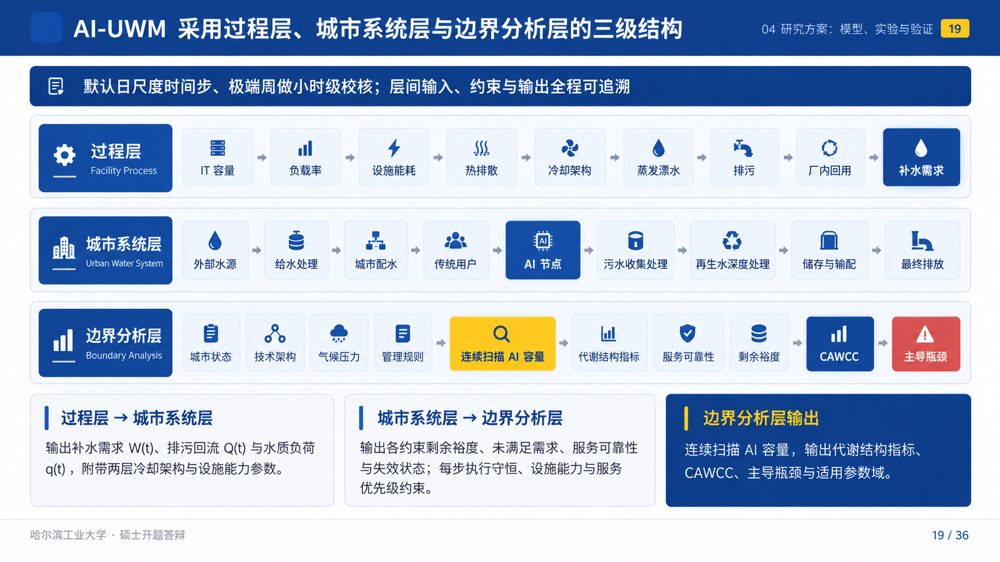 AI-UWM 采用过程层、城市系统层与边界分析层的三级结构
04 研究方案：模型、实验与验证
19
默认日尺度时间步、极端周做小时级校核；层间输入、约束与输出全程可追溯
过程层
Facility Process
IT 容量
负载率
设施能耗
热排散
冷却架构
蒸发漂水
排污
厂内回用
补水需求
城市系统层
Urban Water System
外部水源
给水处理
城市配水
传统用户
AI
AI 节点
污水收集处理
再生水深度处理
储存与输配
最终排放
边界分析层
Boundary Analysis
城市状态
技术架构
气候压力
管理规则
连续扫描 AI 容量
代谢结构指标
服务可靠性
剩余裕度
CAWCC
主导瓶颈
过程层 → 城市系统层
输出补水需求 W(t)、排污回流 Q(t) 与水质负荷
q(t) ，附带两层冷却架构与设施能力参数。
城市系统层 → 边界分析层
输出各约束剩余裕度、未满足需求、服务可靠性
与失效状态；每步执行守恒、设施能力与服务
优先级约束。
边界分析层输出
连续扫描 AI 容量，输出代谢结构指标、
CAWCC、主导瓶颈与适用参数域。
哈尔滨工业大学 · 硕士开题答辩
19 / 36